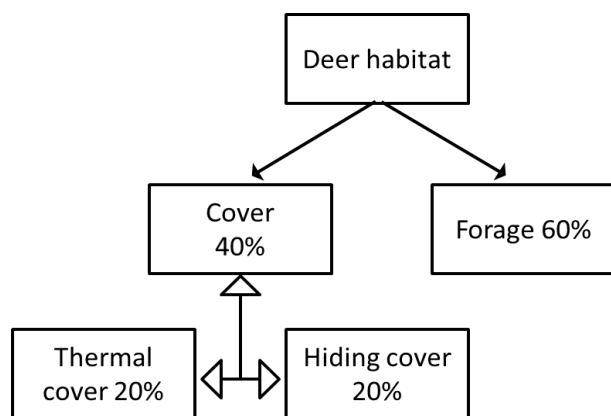 Deer habitat
Cover
40%
Forage 60%
Thermal
cover 20%
Hiding cover
20%